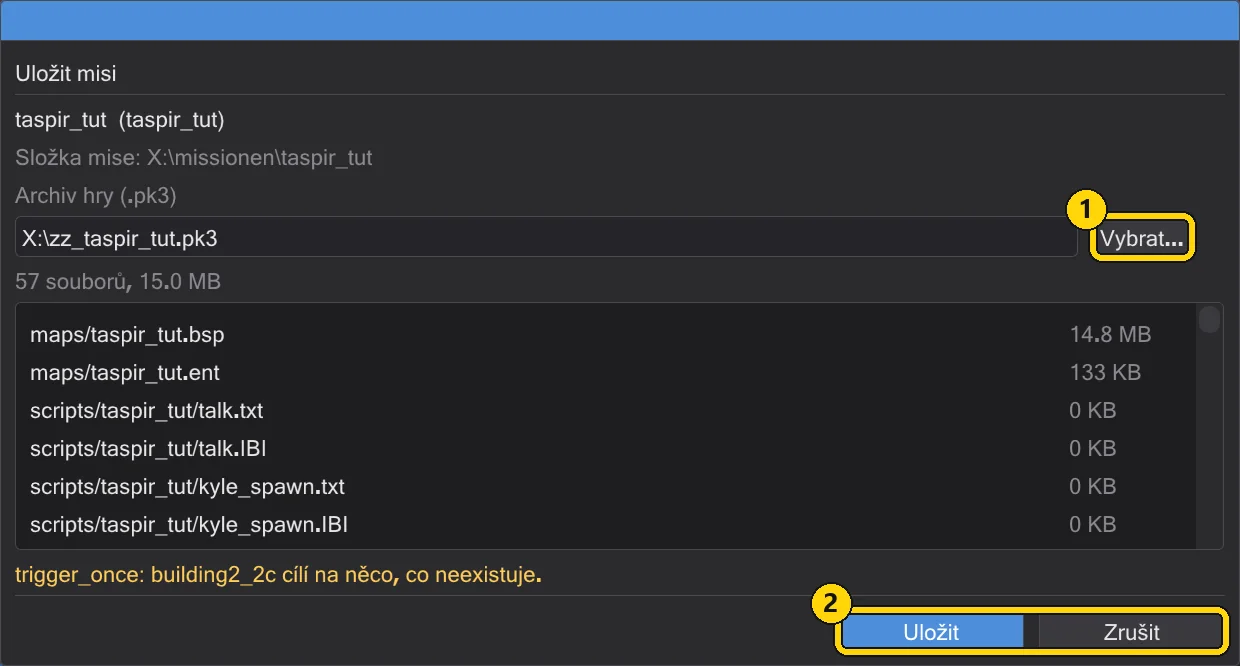 Uložit misi
taspir_tut (taspir_tut)
Složka mise: X:\missionen\taspir_tut
Archiv hry (.pk3)
1
X:\zz_taspir_tut.pk3 Vybrat...
57 souborů, 15.0 MB
maps/taspir_tut.bsp 14.8 MB
maps/taspir_tut.ent 133 KB
scripts/taspir_tut/talk.txt 0 KB
scripts/taspir_tut/talk.IBI 0 KB
scripts/taspir_tut/kyle_spawn.txt 0 KB
scripts/taspir_tut/kyle_spawn.IBI 0 KB
trigger_once: building2_2c cílí na něco, co neexistuje.
2
Uložit Zrušit